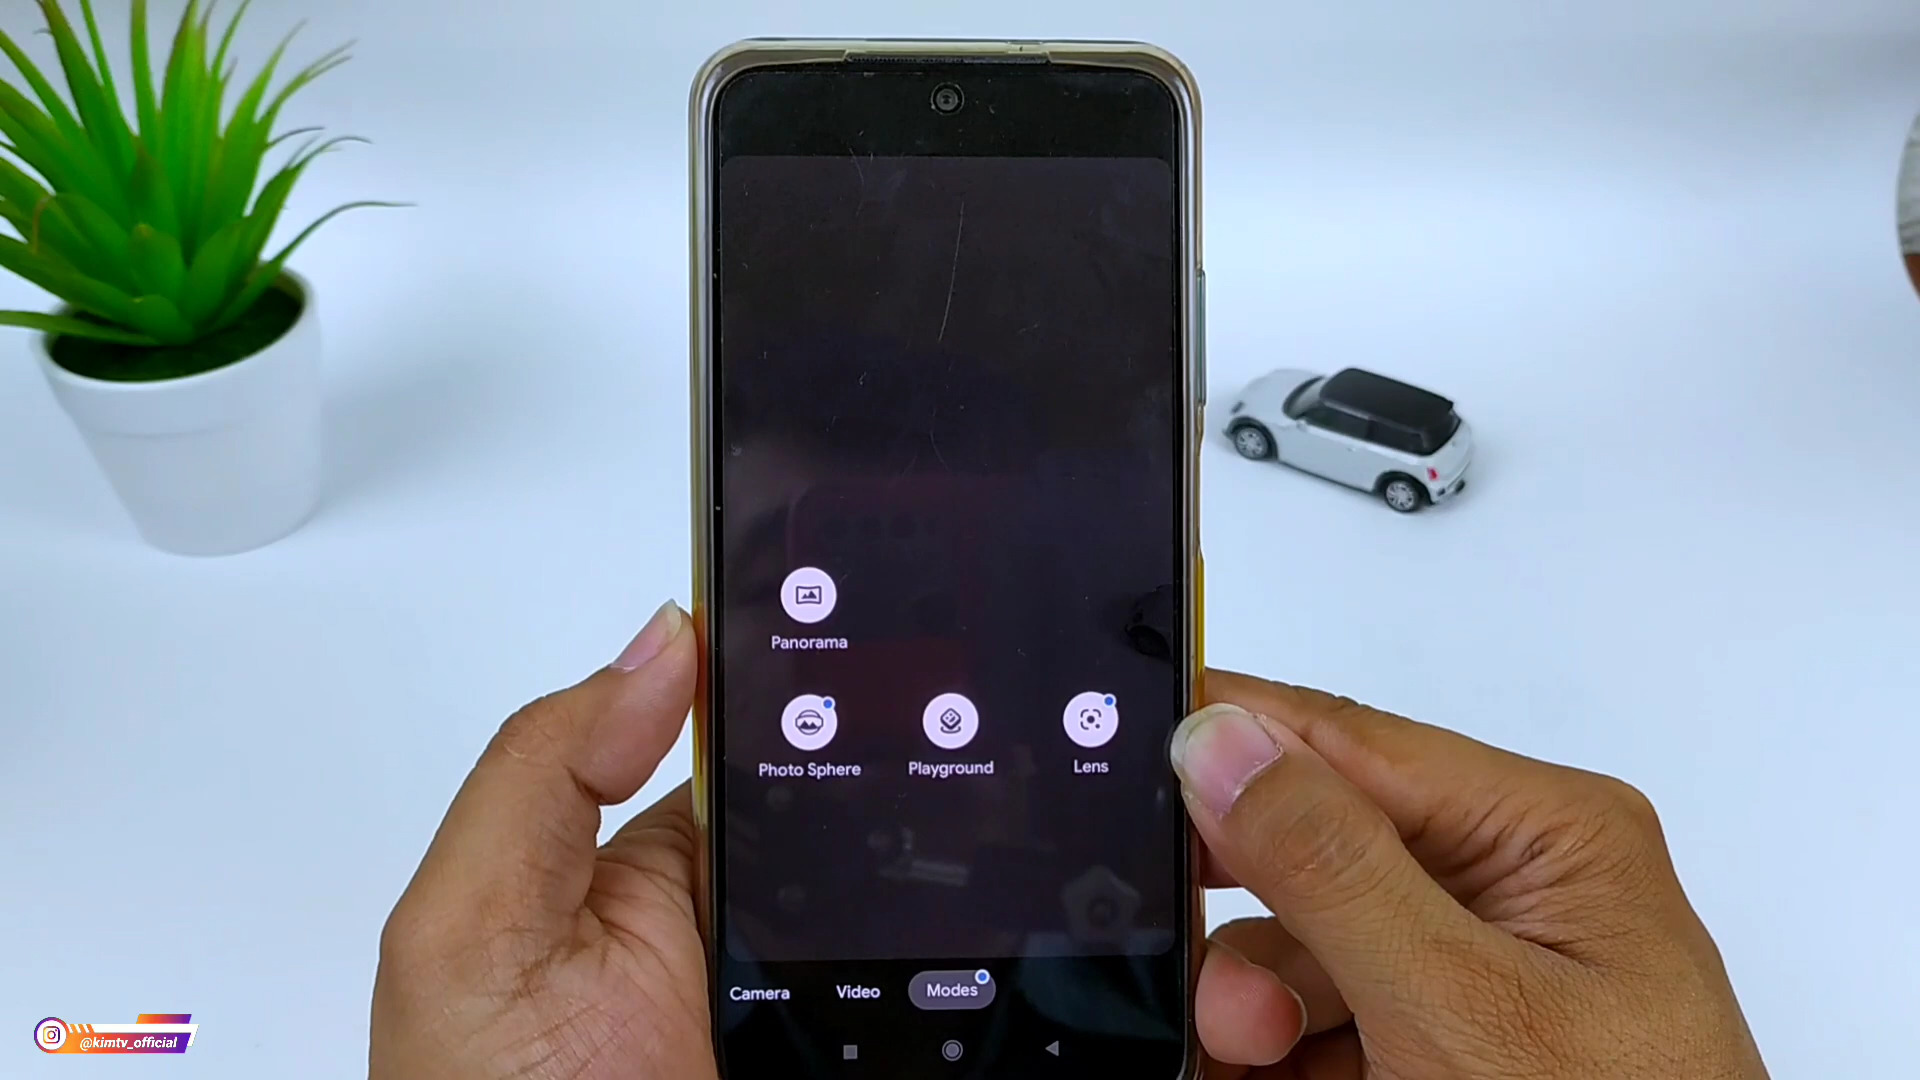 Panorama
Photo Sphere
Playground
Lens
Camera
Video
Modes
@kimtv_official